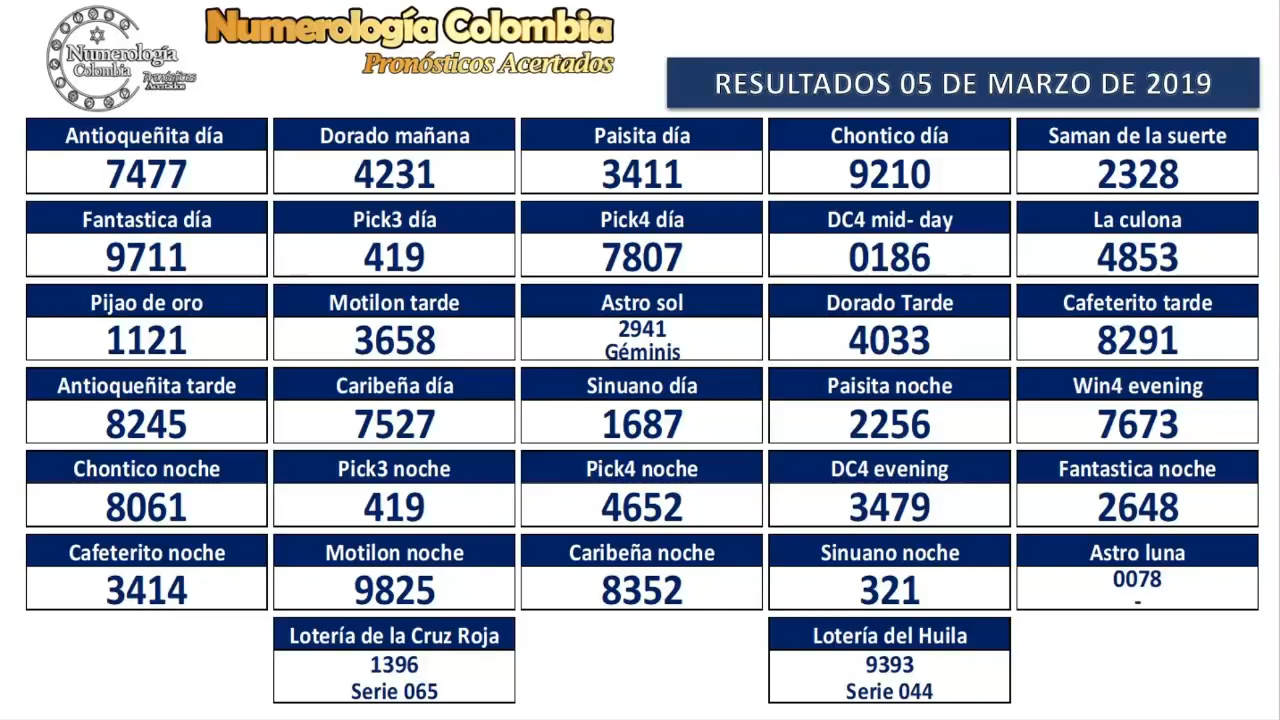 Numerología
Colombia
Pronósticos
Acertados
Numerología Colombia
Pronósticos Acertados
RESULTADOS 05 DE MARZO DE 2019
Antioqueñita día
7477
Dorado mañana
4231
Paisita día
3411
Chontico día
9210
Saman de la suerte
2328
Fantastica día
9711
Pick3 día
419
Pick4 día
7807
DC4 mid- day
0186
La culona
4853
Pijao de oro
1121
Motilon tarde
3658
Astro sol
2941
Géminis
Dorado Tarde
4033
Cafeterito tarde
8291
Antioqueñita tarde
8245
Caribeña día
7527
Sinuano día
1687
Paisita noche
2256
Win4 evening
7673
Chontico noche
8061
Pick3 noche
419
Pick4 noche
4652
DC4 evening
3479
Fantastica noche
2648
Cafeterito noche
3414
Motilon noche
9825
Caribeña noche
8352
Sinuano noche
321
Astro luna
0078
-
Lotería de la Cruz Roja
1396
Serie 065
Lotería del Huila
9393
Serie 044